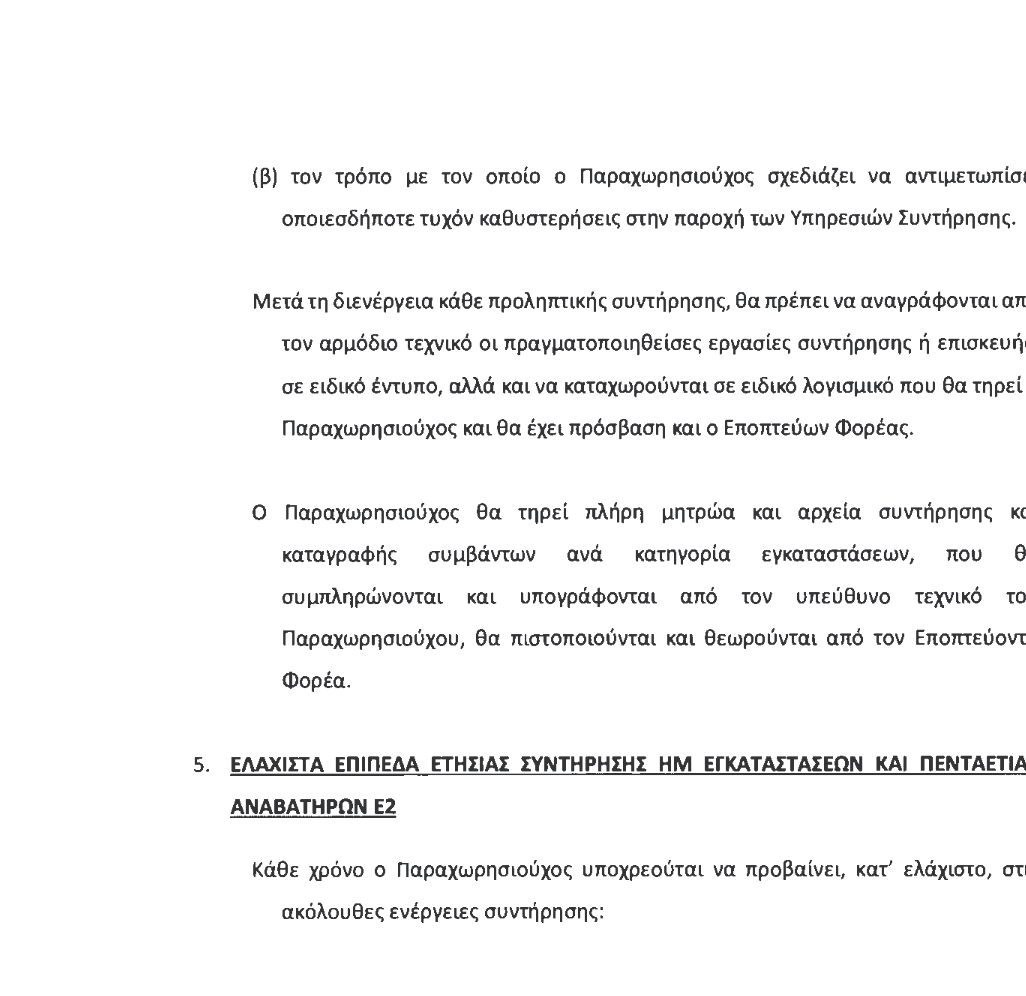 (β) τον τρόπο με τον οποίο ο Παραχωρησιούχος σχεδιάζει να αντιμετωπίσε
οποιεσδήποτε τυχόν καθυστερήσεις στην παροχή των Υπηρεσιών Συντήρησης.
Μετά τη διενέργεια κάθε προληπτικής συντήρησης, θα πρέπει να αναγράφονται απ
τον αρμόδιο τεχνικό οι πραγματοποιηθείσες εργασίες συντήρησης ή επισκευής
σε ειδικό έντυπο, αλλά και να καταχωρούνται σε ειδικό λογισμικό που θα τηρεί
Παραχωρησιούχος και θα έχει πρόσβαση και ο Εποπτεύων Φορέας.
Ο Παραχωρησιούχος θα τηρεί πλήρη μητρώα και αρχεία συντήρησης κα
καταγραφής συμβάντων ανά κατηγορία εγκαταστάσεων, που θ
συμπληρώνονται και υπογράφονται από τον υπεύθυνο τεχνικό το
Παραχωρησιούχου, θα πιστοποιούνται και θεωρούνται από τον Εποπτεύοντ
Φορέα.
5. ΕΛΑΧΙΣΤΑ ΕΠΙΠΕΔΑ ΕΤΗΣΙΑΣ ΣΥΝΤΗΡΗΣΗΣ ΗΜ ΕΓΚΑΤΑΣΤΑΣΕΩΝ ΚΑΙ ΠΕΝΤΑΕΤΙΑ
ΑΝΑΒΑΤΗΡΩΝ Ε2
Κάθε χρόνο ο Παραχωρησιούχος υποχρεούται να προβαίνει, κατ’ ελάχιστο, στι
ακόλουθες ενέργειες συντήρησης: